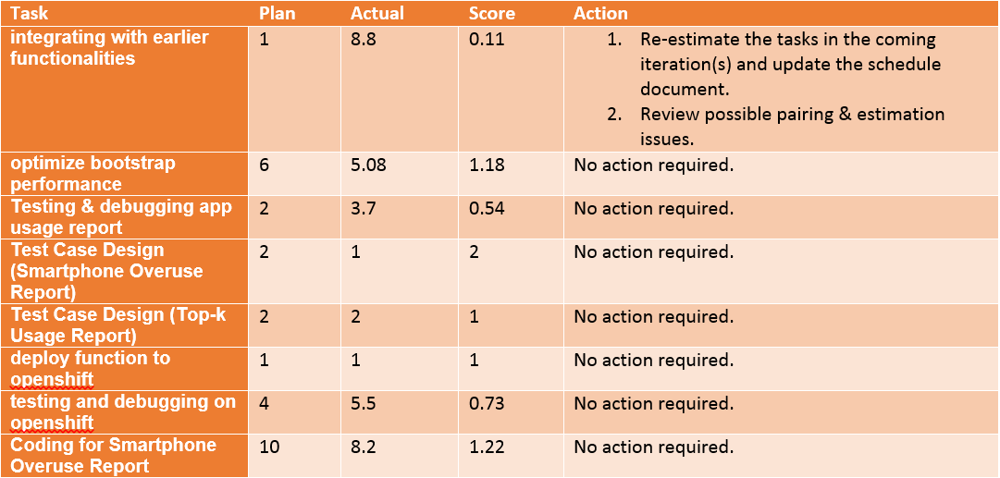 Task Plan Actual Score Action
integrating with earlier 1 8.8 0.11 1. Re-estimate the tasks in the coming
functionalities iteration(s) and update the schedule
document.
2. Review possible pairing & estimation
issues.
optimize bootstrap 6 5.08 1.18 No action required.
performance
Testing & debugging app 2 3.7 0.54 No action required.
usage report
Test Case Design 2 1 2 No action required.
(Smartphone Overuse
Report)
Test Case Design (Top-k 2 2 1 No action required.
Usage Report)
deploy function to 1 1 1 No action required.
openshift
testing and debugging on 4 5.5 0.73 No action required.
openshift
Coding for Smartphone 10 8.2 1.22 No action required.
Overuse Report